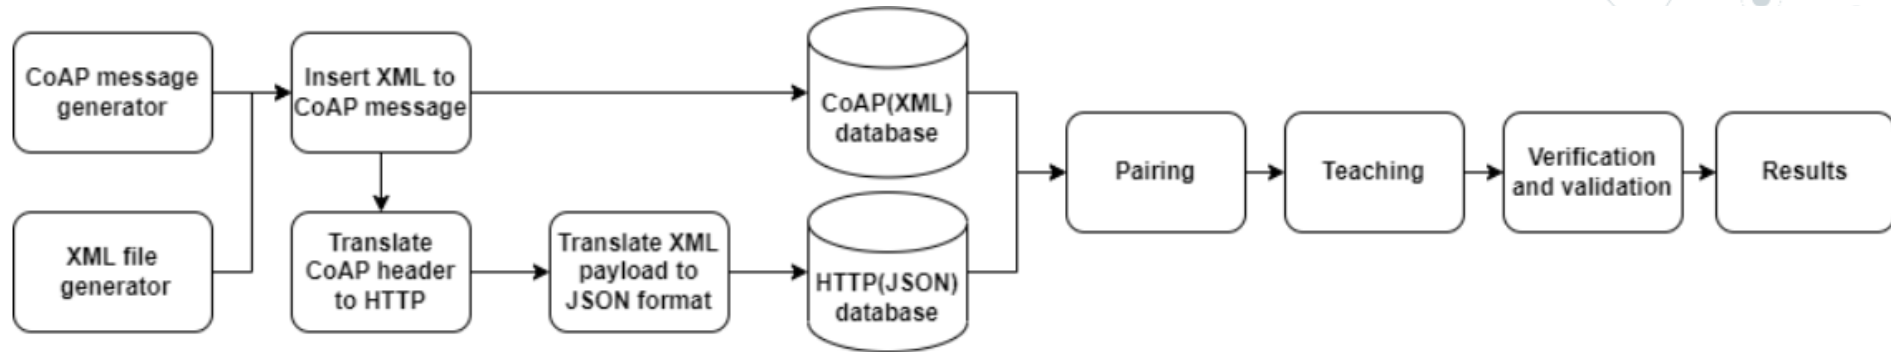 CoAP message
generator
XML file
generator
Insert XML to
CoAP message
Translate
CoAP header
to HTTP
Translate XML
payload to
JSON format
CoAP(XML)
database
HTTP(JSON)
database
Pairing
Teaching
Verification
and validation
Results